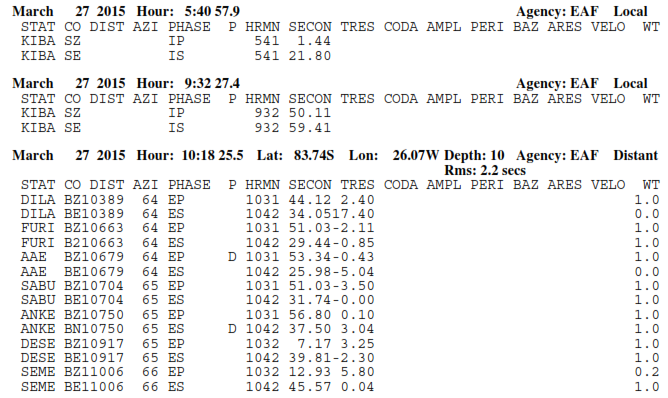 March 27 2015 Hour: 5:40 57.9 Agency: EAF Local
STAT CO DIST AZI PHASE P HRMN SECON TRES CODA AMPL PERI BAZ ARES VELO WT
KIBA SZ IP 541 1.44
KIBA SE IS 541 21.80
March 27 2015 Hour: 9:32 27.4 Agency: EAF Local
STAT CO DIST AZI PHASE P HRMN SECON TRES CODA AMPL PERI BAZ ARES VELO WT
KIBA SZ IP 932 50.11
KIBA SE IS 932 59.41
March 27 2015 Hour: 10:18 25.5 Lat: 83.74S Lon: 26.07W Depth: 10 Agency: EAF Distant
Rms: 2.2 secs
STAT CO DIST AZI PHASE P HRMN SECON TRES CODA AMPL PERI BAZ ARES VELO WT
DILA BZ10389 64 EP 1031 44.12 2.40 1.0
DILA BE10389 64 ES 1042 34.0517.40 0.0
FURI BZ10663 64 EP 1031 51.03-2.11 1.0
FURI B210663 64 ES 1042 29.44-0.85 1.0
AAE BZ10679 64 EP D 1031 53.34-0.43 1.0
AAE BE10679 64 ES 1042 25.98-5.04 0.0
SABU BZ10704 65 EP 1031 51.03-3.50 1.0
SABU BE10704 65 ES 1042 31.74-0.00 1.0
ANKE BZ10750 65 EP 1031 56.80 0.10 1.0
ANKE BN10750 65 ES D 1042 37.50 3.04 1.0
DESE BZ10917 65 EP 1032 7.17 3.25 1.0
DESE BE10917 65 ES 1042 39.81-2.30 1.0
SEME BZ11006 66 EP 1032 12.93 5.80 0.2
SEME BE11006 66 ES 1042 45.57 0.04 1.0